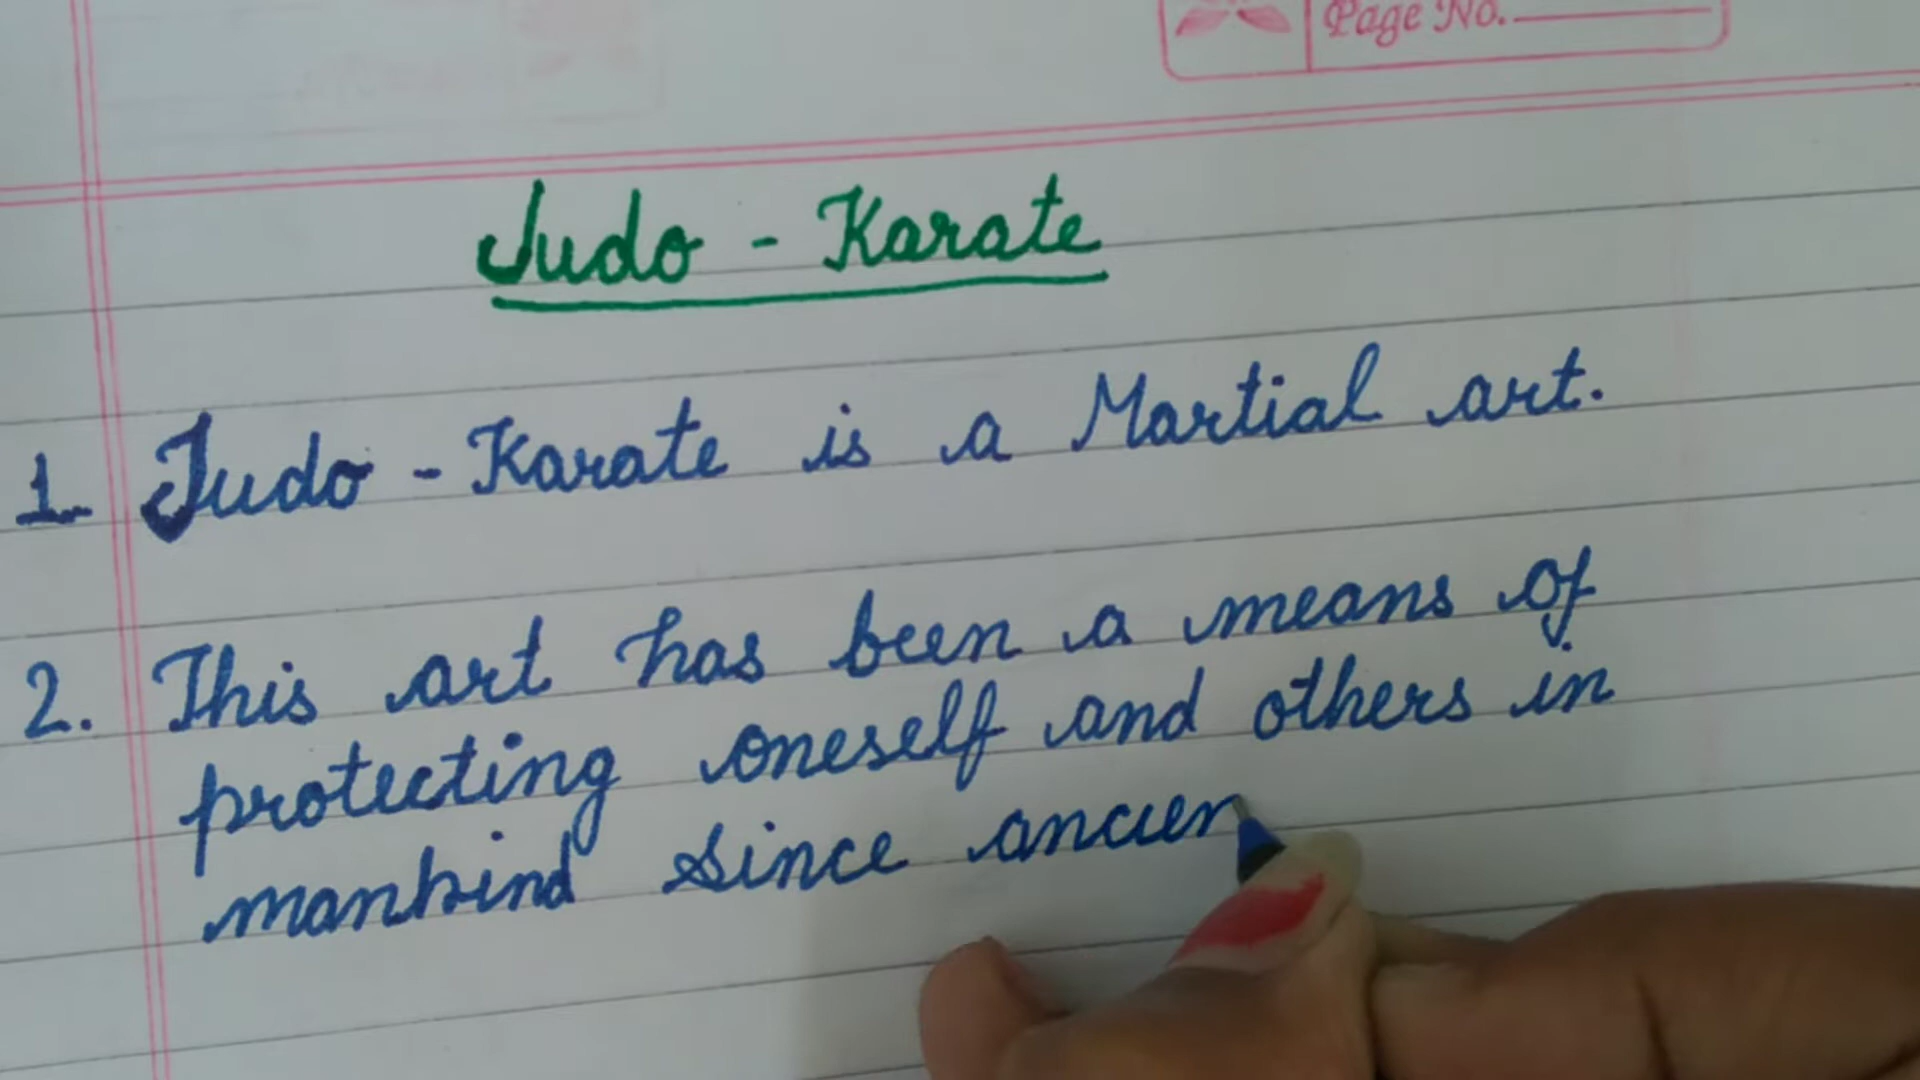 Page No.
Judo - Karate
1. Judo - Karate is a Martial art.
2. This art has been a means of
protecting oneself and others in
mankind since ancien